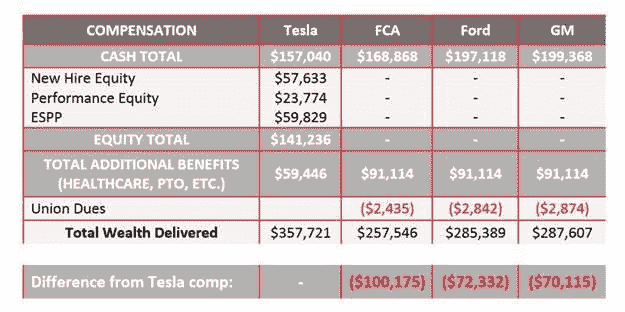 COMPENSATION Tesla FCA Ford GM
CASH TOTAL $157,040 $168,868 $197,118 $199,368
New Hire Equity $57,633 - - -
Performance Equity $23,774 - - -
ESPP $59,829 - - -
EQUITY TOTAL $141,236 - - -
TOTAL ADDITIONAL BENEFITS
(HEALTHCARE, PTO, ETC.) $59,446 $91,114 $91,114 $91,114
Union Dues ($2,435) ($2,842) ($2,874)
Total Wealth Delivered $357,721 $257,546 $285,389 $287,607
Difference from Tesla comp: - ($100,175) ($72,332) ($70,115)